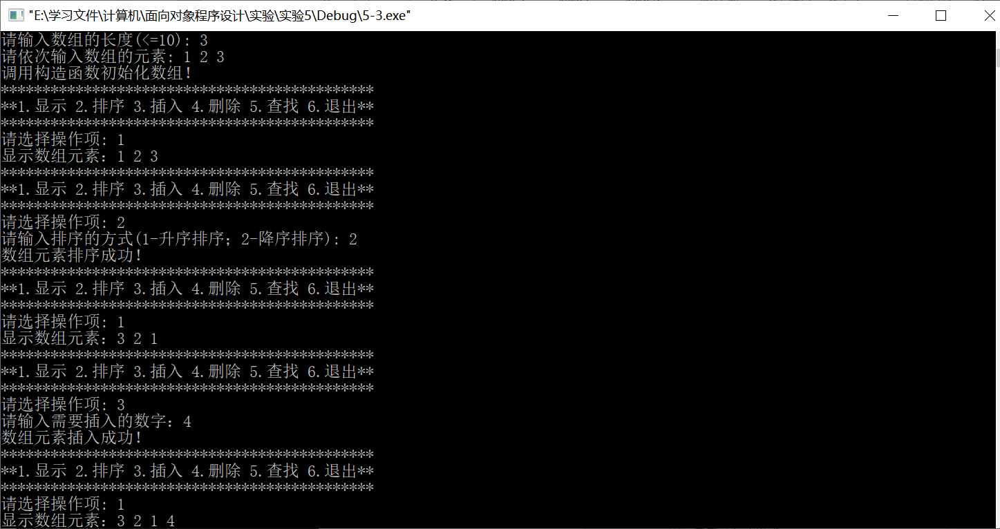 "E:\学习文件\计算机\面向对象程序设计\实验\实验5\Debug\5-3.exe"
请输入数组的长度(<=10): 3
请依次输入数组的元素: 1 2 3
调用构造函数初始化数组!
*********************************************
**1.显示 2.排序 3.插入 4.删除 5.查找 6.退出**
*********************************************
请选择操作项: 1
显示数组元素: 1 2 3
*********************************************
**1.显示 2.排序 3.插入 4.删除 5.查找 6.退出**
*********************************************
请选择操作项: 2
请输入排序的方式(1-升序排序; 2-降序排序): 2
数组元素排序成功!
*********************************************
**1.显示 2.排序 3.插入 4.删除 5.查找 6.退出**
*********************************************
请选择操作项: 1
显示数组元素: 3 2 1
*********************************************
**1.显示 2.排序 3.插入 4.删除 5.查找 6.退出**
*********************************************
请选择操作项: 3
请输入需要插入的数字: 4
数组元素插入成功!
*********************************************
**1.显示 2.排序 3.插入 4.删除 5.查找 6.退出**
*********************************************
请选择操作项: 1
显示数组元素: 3 2 1 4